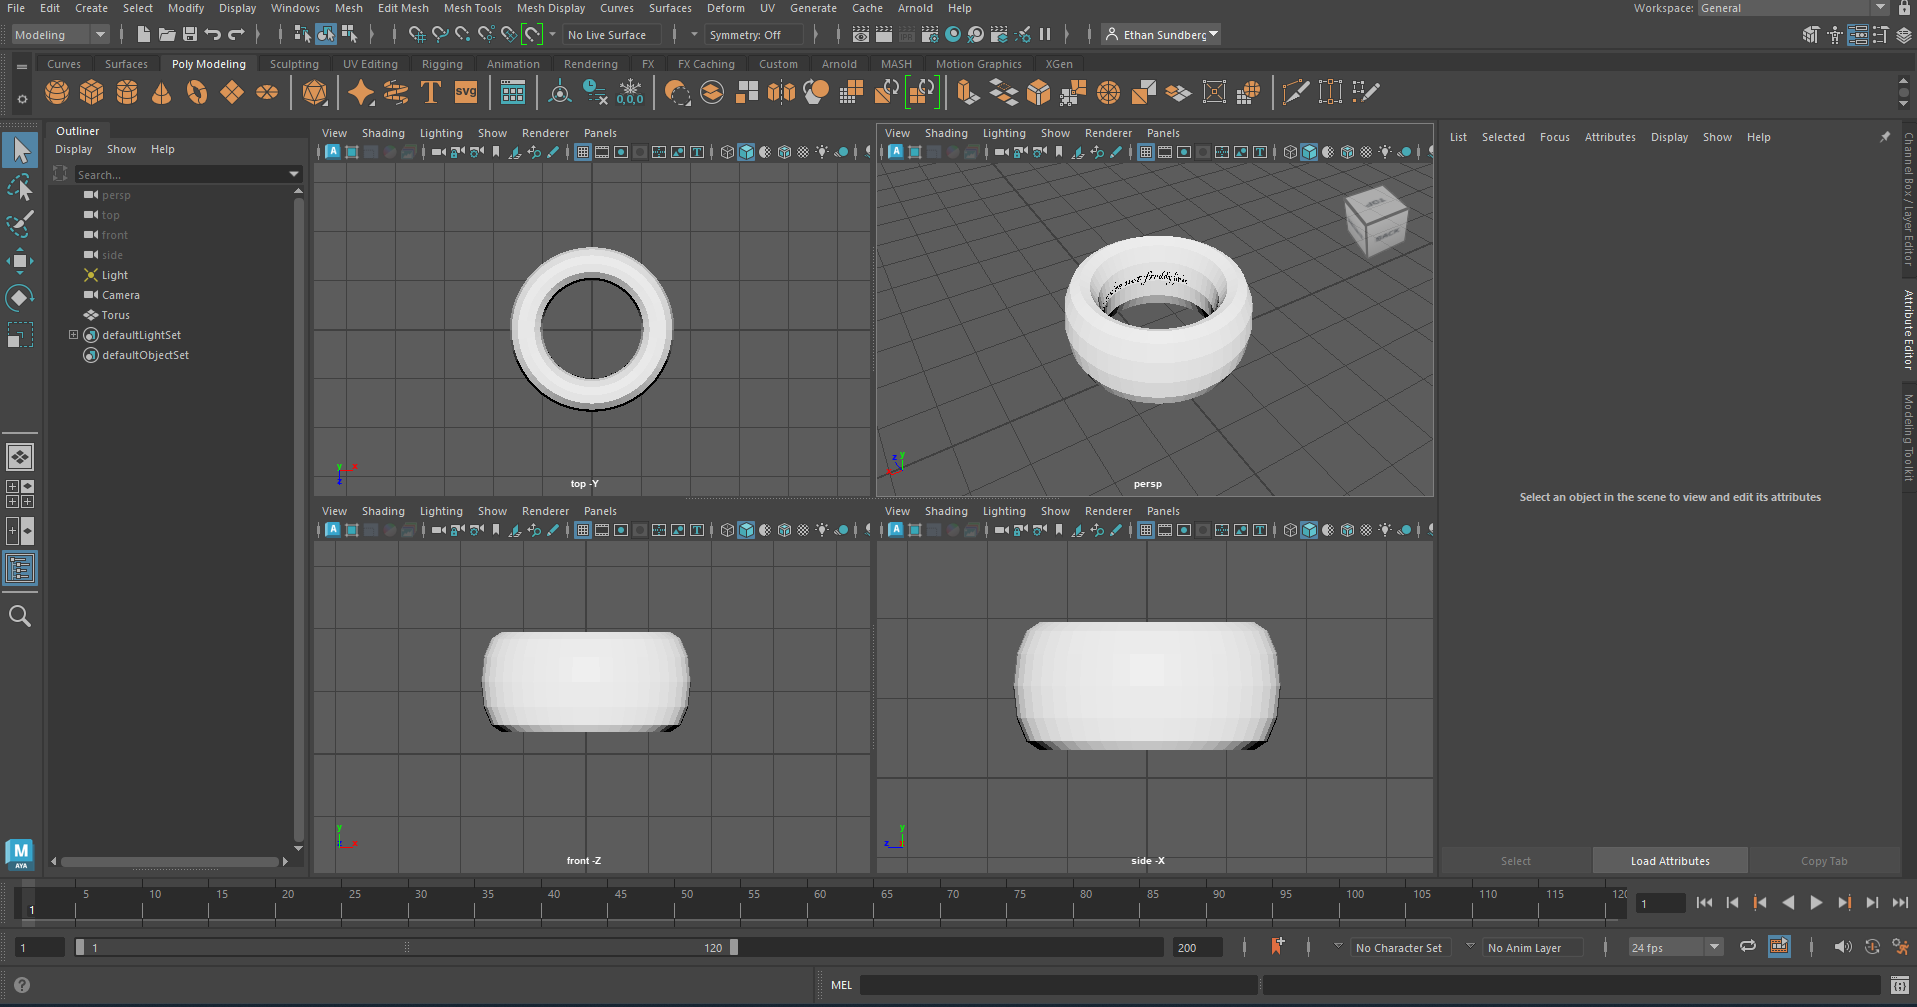 File Edit Create Select Modify Display Windows Mesh Edit Mesh Mesh Tools Mesh Display Curves Surfaces Deform UV Generate Cache Arnold Help Workspace: General
Modeling No Live Surface Symmetry: Off Ethan Sundberg
Curves Surfaces Poly Modeling Sculpting UV Editing Rigging Animation Rendering FX FX Caching Custom Arnold MASH Motion Graphics XGen
T SVG 0,0,0
Outliner
Display Show Help
Search...
persp
top
front
side
Light
Camera
Torus
defaultLightSet
defaultObjectSet
View Shading Lighting Show Renderer Panels
top -Y
View Shading Lighting Show Renderer Panels
TOP
BACK
persp
View Shading Lighting Show Renderer Panels
front -Z
View Shading Lighting Show Renderer Panels
side -X
List Selected Focus Attributes Display Show Help
Select an object in the scene to view and edit its attributes
Select Load Attributes Copy Tab
Channel Box / Layer Editor
Attribute Editor
Modeling Toolkit
M
AYA
1 5 10 15 20 25 30 35 40 45 50 55 60 65 70 75 80 85 90 95 100 105 110 115 120 1
1 1 120 200 No Character Set No Anim Layer 24 fps
MEL